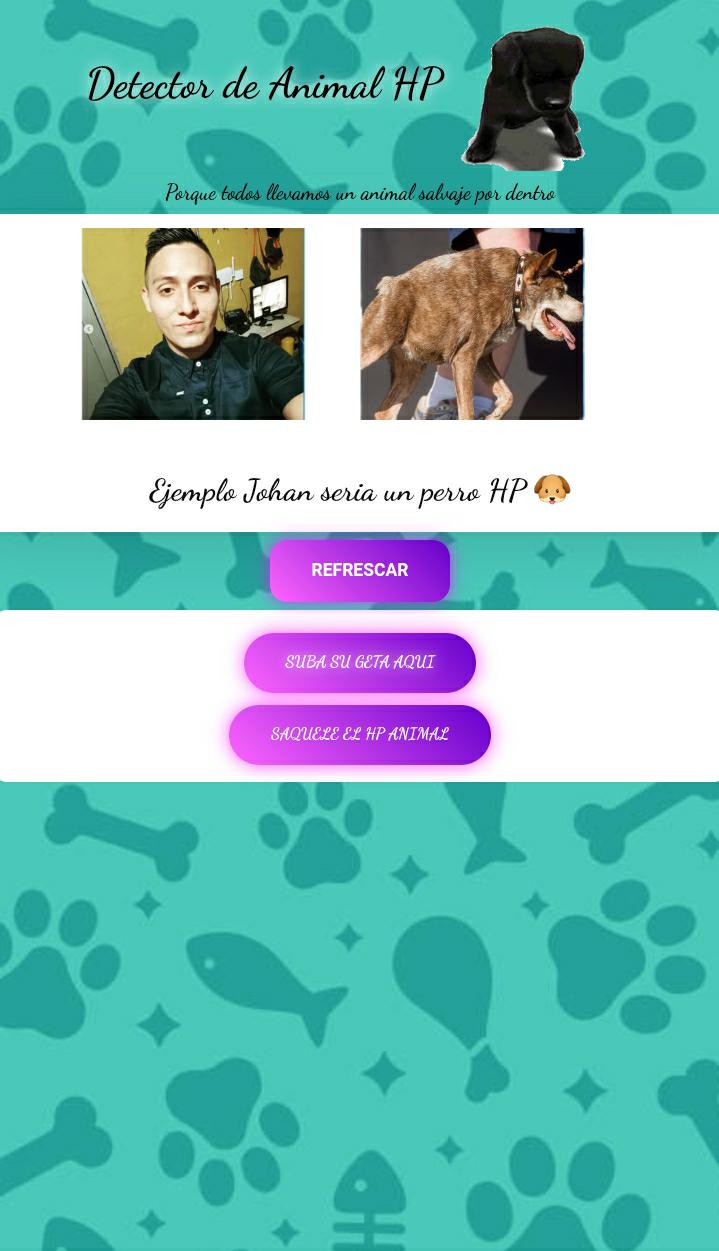 Detector de Animal HP
Porque todos llevamos un animal salvaje por dentro
Ejemplo Johan seria un perro HP 🐶
REFRESCAR
SUBA SU GETA AQUI
SAQUELE EL HP ANIMAL